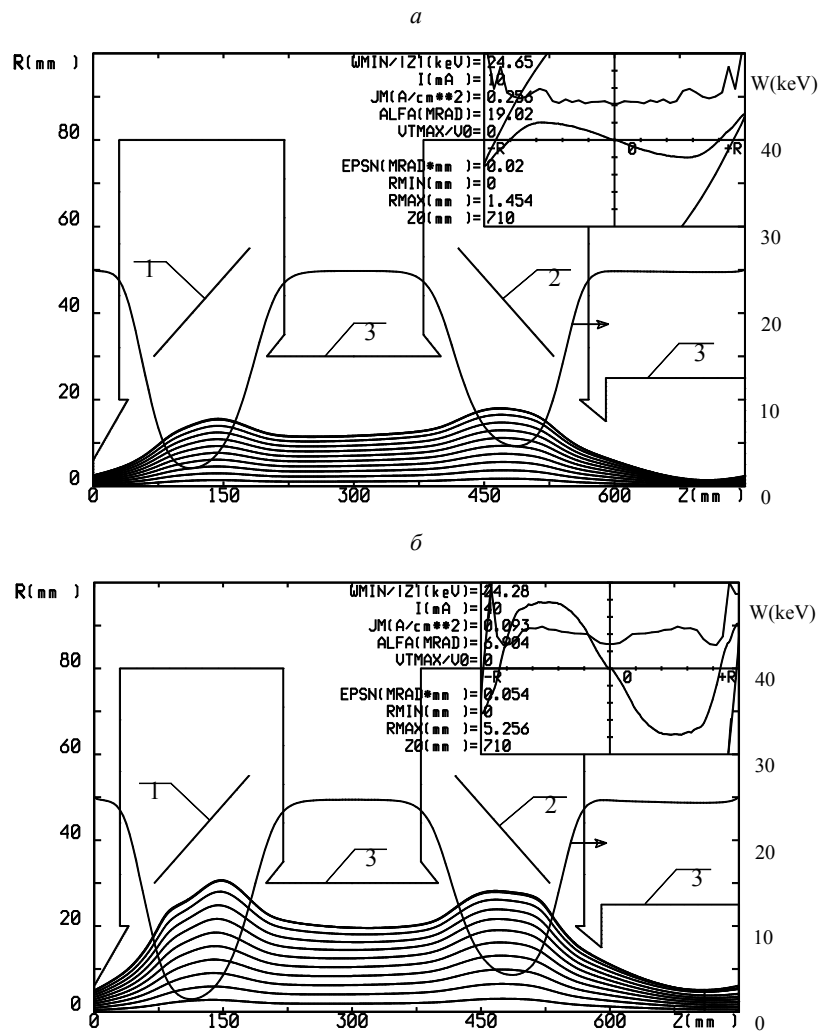 а
R(mm )
WMIN/IZI(keV)= 24.65
I(mA )= 10
JM(A/cm**2)= 0.256
ALFA(MRAD)= 19.02
VTMAX/V0= 0
EPSN(MRAD*mm )= 0.02
RMIN(mm )= 0
RMAX(mm )= 1.454
Z0(mm )= 710
-R 0 +R
W(keV)
80
60
40
20
0
40
30
20
10
0
1
2
3
3
0 150 300 450 600 Z(mm )
б
R(mm )
WMIN/IZI(keV)= 24.28
I(mA )= 40
JM(A/cm**2)= 0.093
ALFA(MRAD)= 6.904
VTMAX/V0= 0
EPSN(MRAD*mm )= 0.054
RMIN(mm )= 0
RMAX(mm )= 5.256
Z0(mm )= 710
-R 0 +R
W(keV)
80
60
40
20
0
40
30
20
10
0
1
2
3
3
0 150 300 450 600 Z(mm )